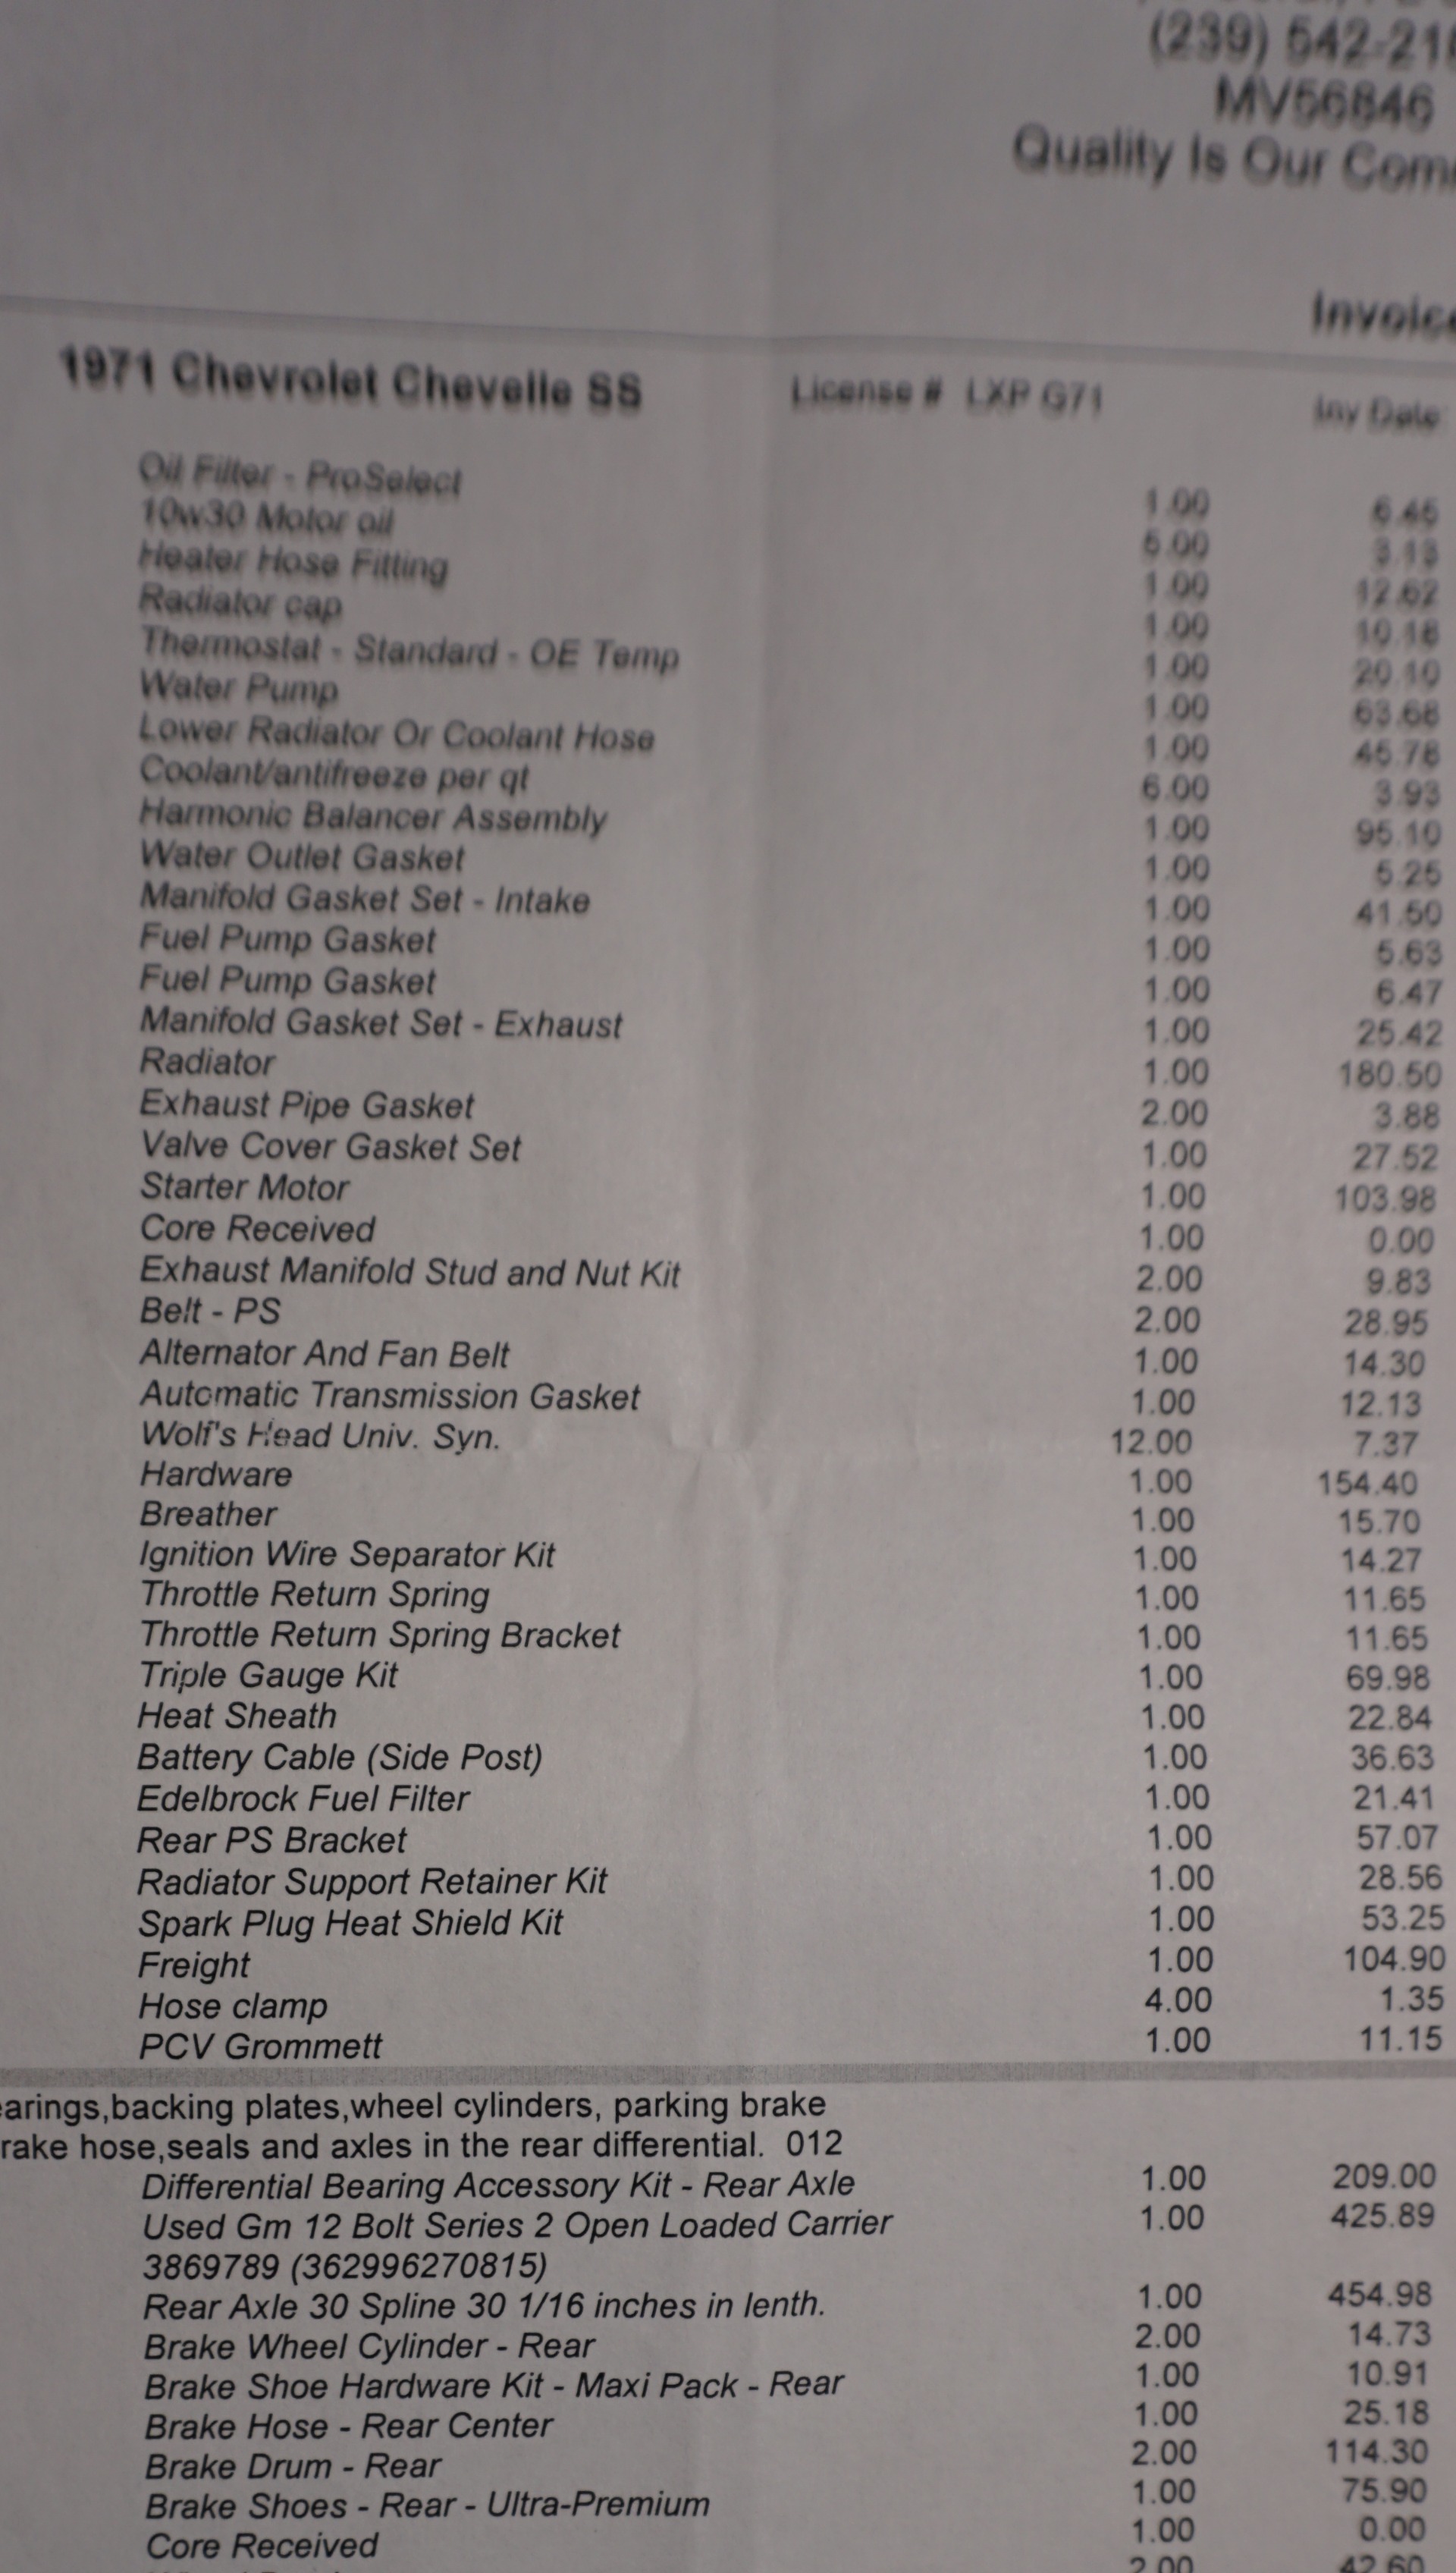 (239) 542-21
MV56846
Quality Is Our Com
Invoice
1971 Chevrolet Chevelle SS License # LXP G71 Inv Date
Oil Filter - ProSelect 1.00 6.45
10w30 Motor oil 3.13
Heater Hose Fitting 1.00 12.62
Radiator cap 1.00 10.18
Thermostat - Standard - OE Temp 1.00 20.10
Water Pump 1.00 63.68
Lower Radiator Or Coolant Hose 1.00 45.78
Coolant/antifreeze per qt 6.00 3.93
Harmonic Balancer Assembly 1.00 95.10
Water Outlet Gasket 1.00 5.25
Manifold Gasket Set - Intake 1.00 41.50
Fuel Pump Gasket 1.00 5.63
Fuel Pump Gasket 1.00 6.47
Manifold Gasket Set - Exhaust 1.00 25.42
Radiator 1.00 180.50
Exhaust Pipe Gasket 2.00 3.88
Valve Cover Gasket Set 1.00 27.52
Starter Motor 1.00 103.98
Core Received 1.00 0.00
Exhaust Manifold Stud and Nut Kit 2.00 9.83
Belt - PS 2.00 28.95
Alternator And Fan Belt 1.00 14.30
Automatic Transmission Gasket 1.00 12.13
Wolf's Head Univ. Syn. 12.00 7.37
Hardware 1.00 154.40
Breather 1.00 15.70
Ignition Wire Separator Kit 1.00 14.27
Throttle Return Spring 1.00 11.65
Throttle Return Spring Bracket 1.00 11.65
Triple Gauge Kit 1.00 69.98
Heat Sheath 1.00 22.84
Battery Cable (Side Post) 1.00 36.63
Edelbrock Fuel Filter 1.00 21.41
Rear PS Bracket 1.00 57.07
Radiator Support Retainer Kit 1.00 28.56
Spark Plug Heat Shield Kit 1.00 53.25
Freight 1.00 104.90
Hose clamp 4.00 1.35
PCV Grommett 1.00 11.15
earings,backing plates,wheel cylinders, parking brake
rake hose,seals and axles in the rear differential. 012
Differential Bearing Accessory Kit - Rear Axle 1.00 209.00
Used Gm 12 Bolt Series 2 Open Loaded Carrier 1.00 425.89
3869789 (362996270815)
Rear Axle 30 Spline 30 1/16 inches in lenth. 1.00 454.98
Brake Wheel Cylinder - Rear 2.00 14.73
Brake Shoe Hardware Kit - Maxi Pack - Rear 1.00 10.91
Brake Hose - Rear Center 1.00 25.18
Brake Drum - Rear 2.00 114.30
Brake Shoes - Rear - Ultra-Premium 1.00 75.90
Core Received 1.00 0.00
2.00 42.60